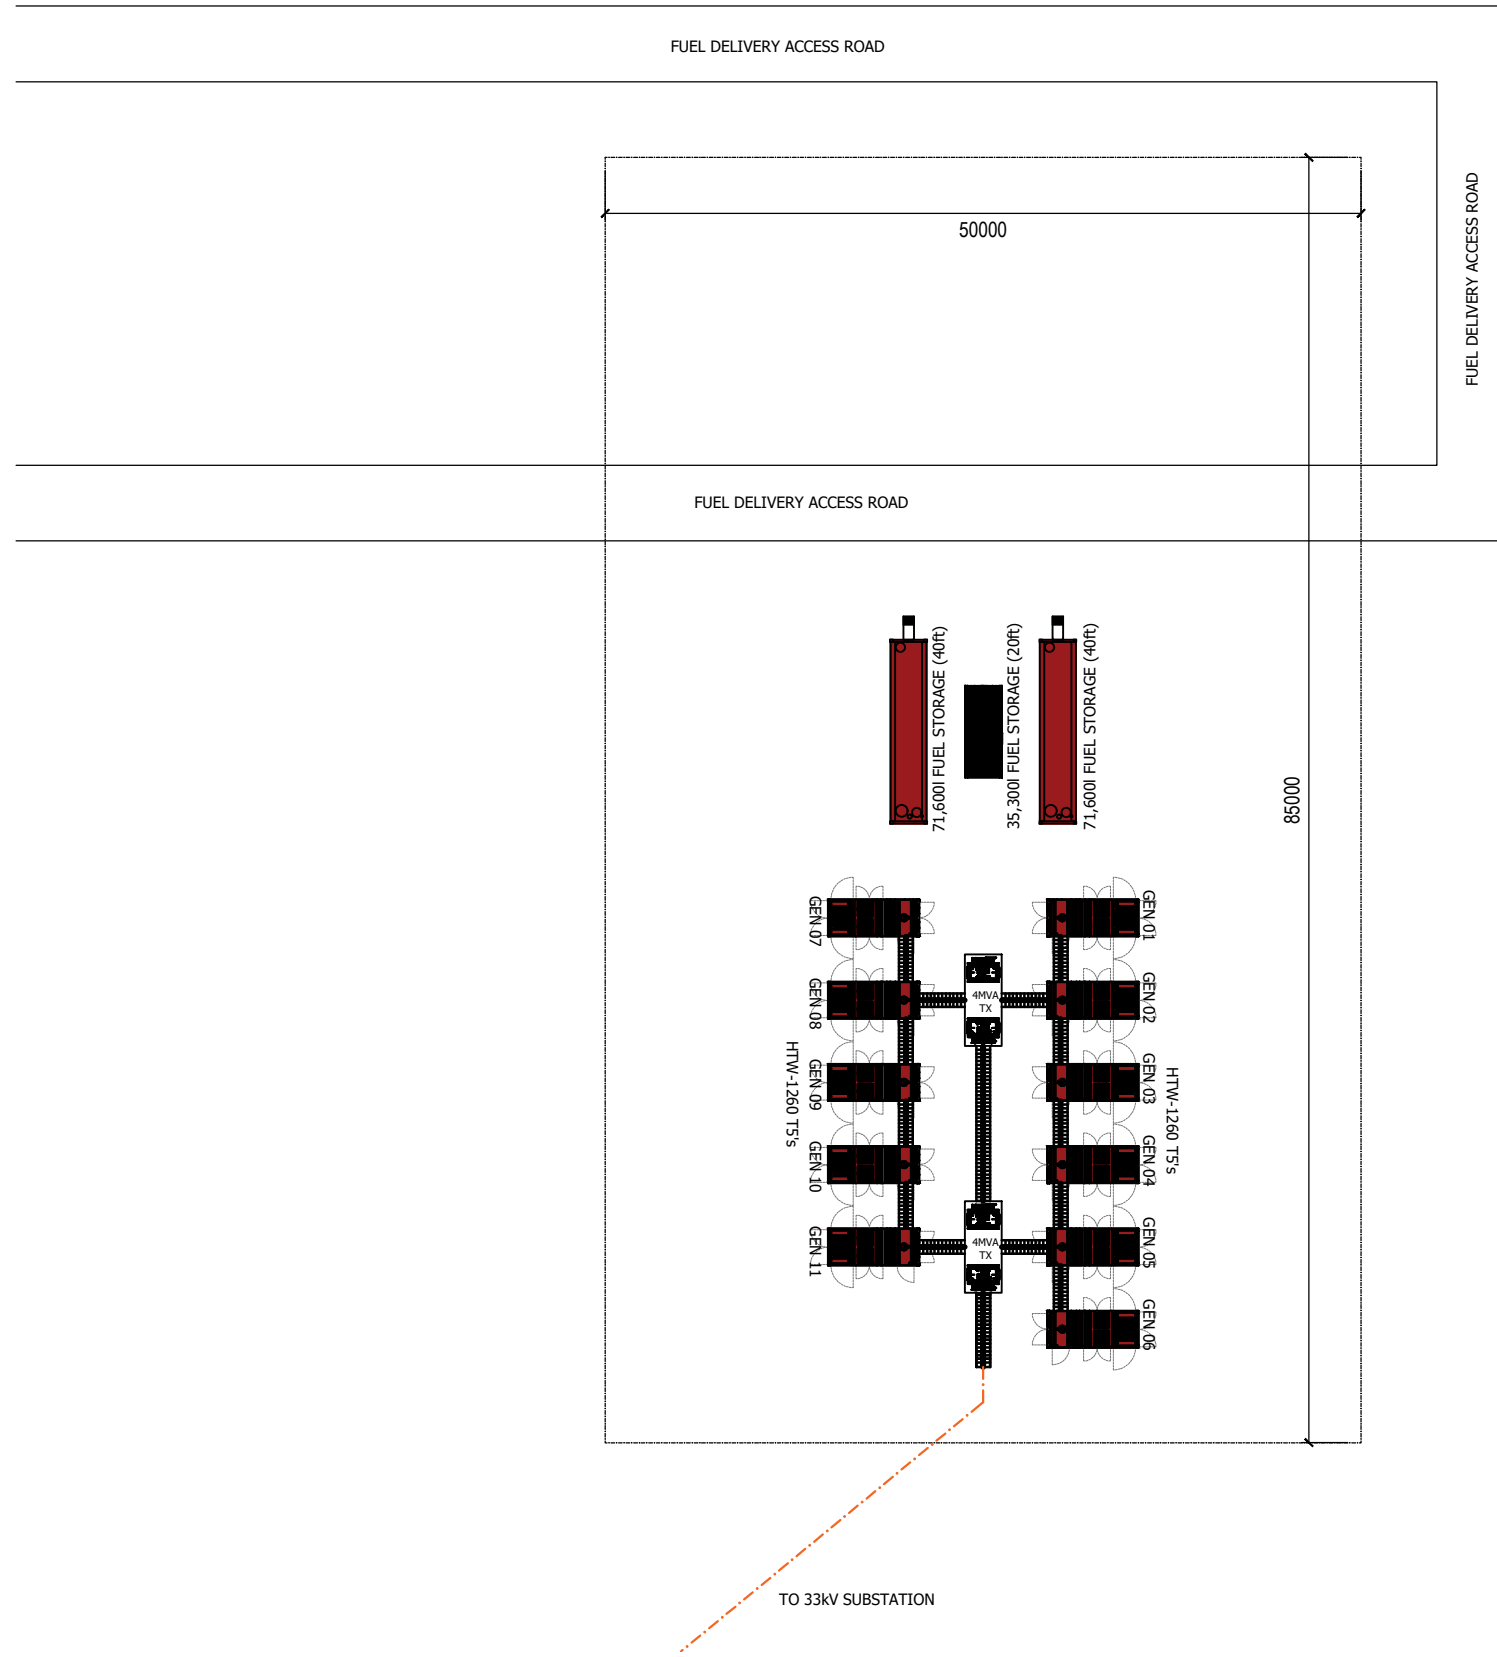 FUEL DELIVERY ACCESS ROAD
FUEL DELIVERY ACCESS ROAD
50000
FUEL DELIVERY ACCESS ROAD
71,600l FUEL STORAGE (40ft)
35,300l FUEL STORAGE (20ft)
71,600l FUEL STORAGE (40ft)
85000
GEN 07
GEN 01
GEN 08
4MVA
TX
GEN 02
HTW-1260 T5's
GEN 09
GEN 03
HTW-1260 T5's
GEN 10
GEN 04
GEN 11
4MVA
TX
GEN 05
GEN 06
TO 33kV SUBSTATION